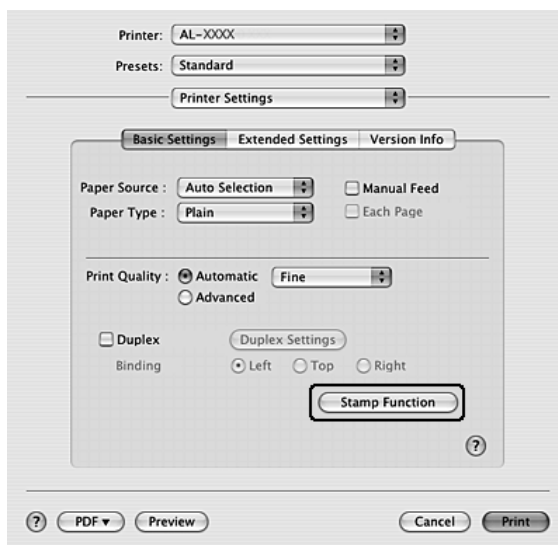 Printer: AL-XXXX
Presets: Standard
Printer Settings
Basic Settings Extended Settings Version Info
Paper Source : Auto Selection Manual Feed
Paper Type : Plain Each Page
Print Quality : Automatic Fine
Advanced
Duplex Duplex Settings
Binding Left Top Right
Stamp Function
?
? PDF▼ Preview Cancel Print